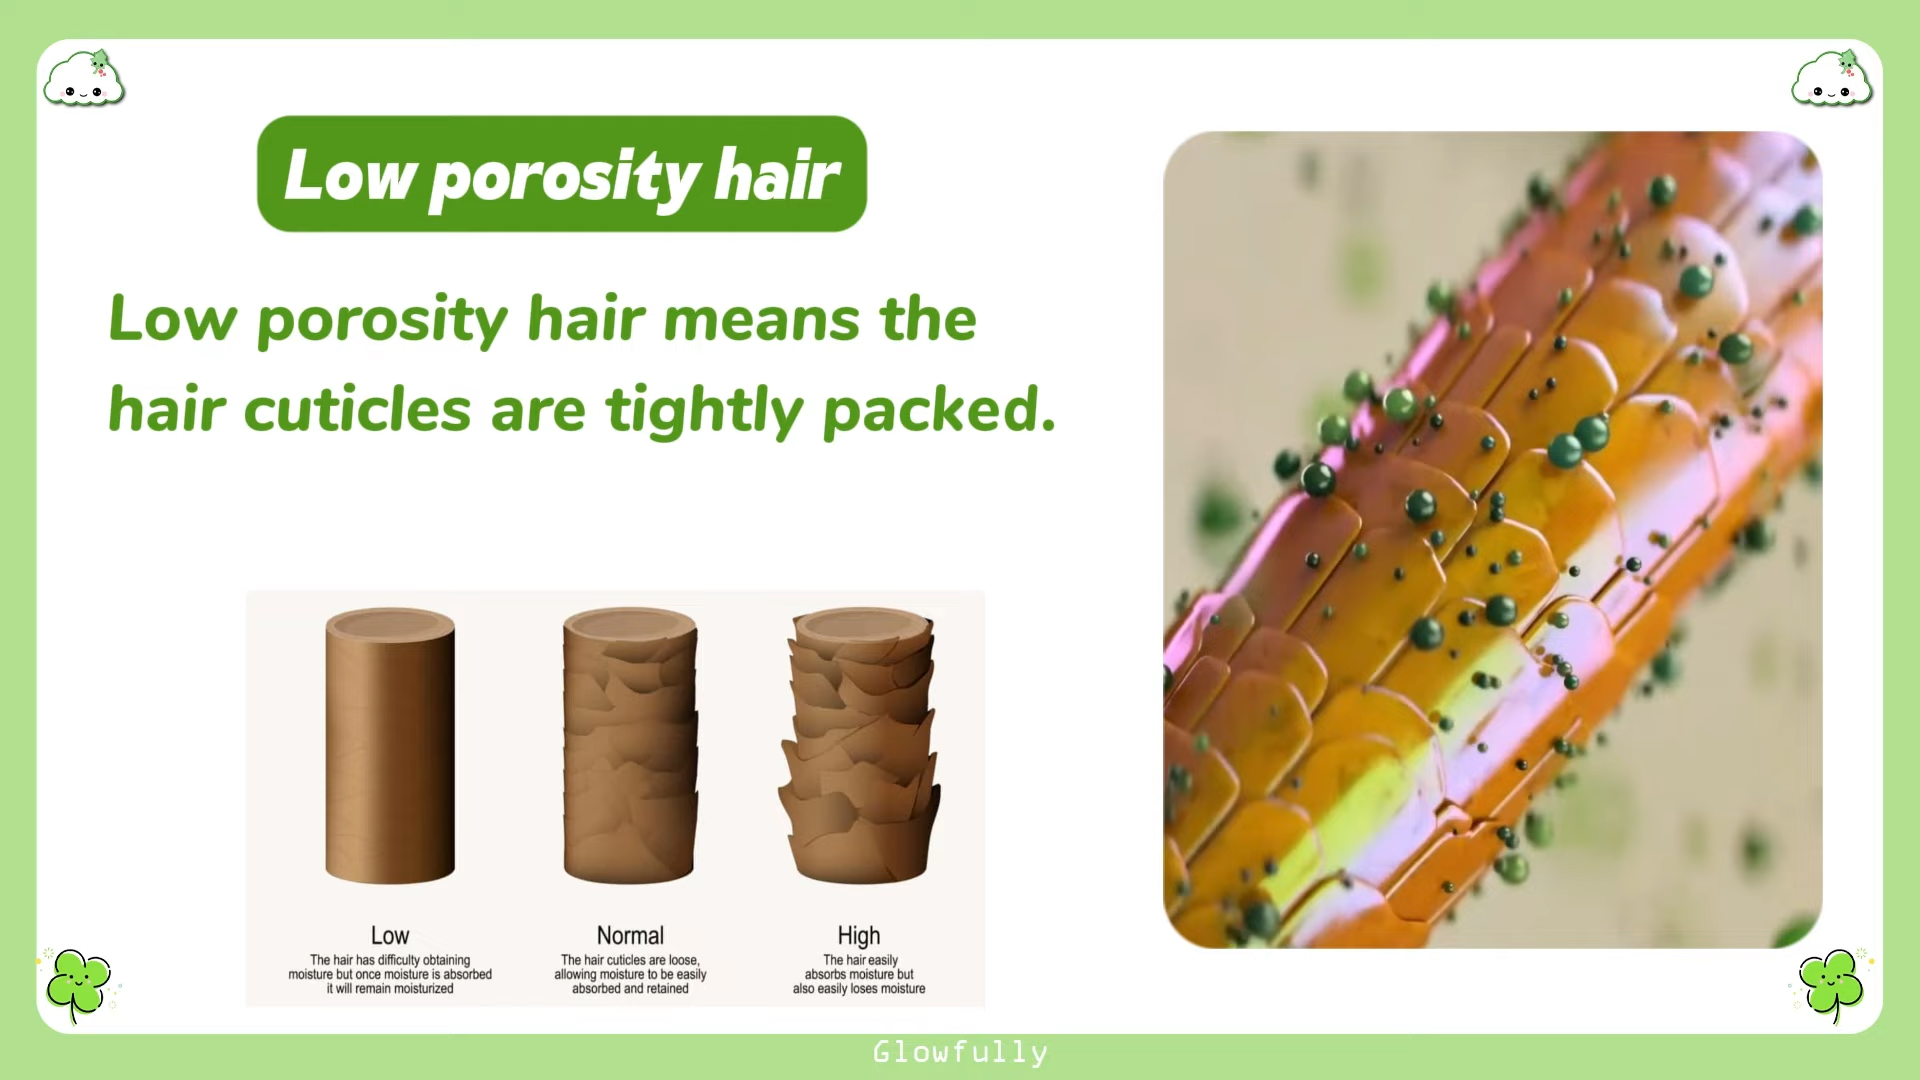 Low porosity hair
Low porosity hair means the
hair cuticles are tightly packed.
Low
The hair has difficulty obtaining
moisture but once moisture is absorbed
it will remain moisturized
Normal
The hair cuticles are loose,
allowing moisture to be easily
absorbed and retained
High
The hair easily
absorbs moisture but
also easily loses moisture
Glowfully